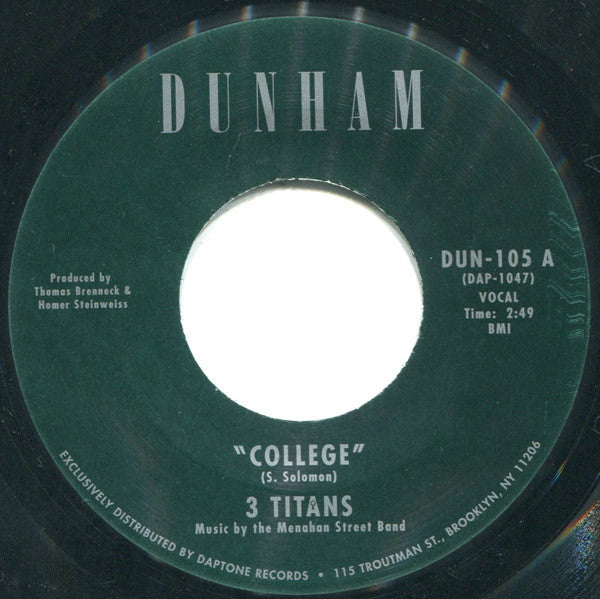 DUNHAM
DUN-105 A
(DAP-1047)
VOCAL
Time: 2:49
BMI
Produced by
Thomas Brenneck &
Homer Steinweiss
"COLLEGE"
(S. Solomon)
3 TITANS
Music by the Menahan Street Band
EXCLUSIVELY DISTRIBUTED BY DAPTONE RECORDS • 115 TROUTMAN ST., BROOKLYN, NY 11206